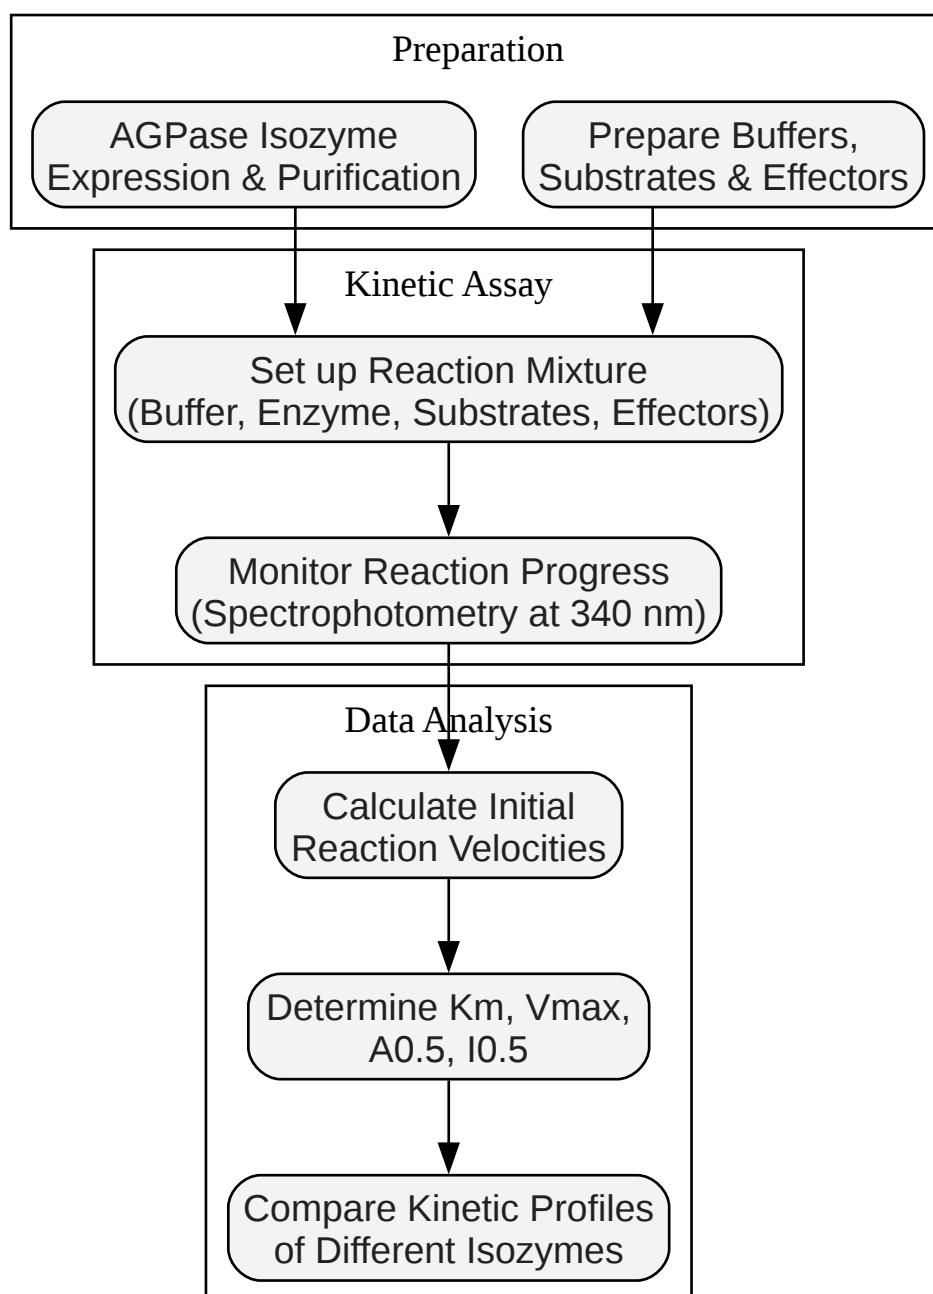 Preparation
AGPase Isozyme
Expression & Purification
Prepare Buffers,
Substrates & Effectors
Kinetic Assay
Set up Reaction Mixture
(Buffer, Enzyme, Substrates, Effectors)
Monitor Reaction Progress
(Spectrophotometry at 340 nm)
Data Analysis
Calculate Initial
Reaction Velocities
Determine Km, Vmax,
A0.5, I0.5
Compare Kinetic Profiles
of Different Isozymes